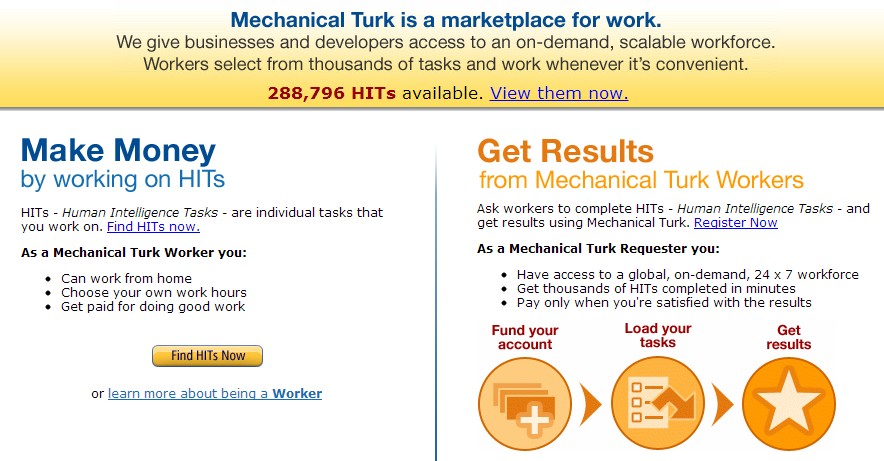 Mechanical Turk is a marketplace for work.
We give businesses and developers access to an on-demand, scalable workforce.
Workers select from thousands of tasks and work whenever it's convenient.
288,796 HITs available. View them now.
Make Money
by working on HITs
HITs - Human Intelligence Tasks - are individual tasks that
you work on. Find HITs now.
As a Mechanical Turk Worker you:
• Can work from home
• Choose your own work hours
• Get paid for doing good work
Find HITs Now
or learn more about being a Worker
Get Results
from Mechanical Turk Workers
Ask workers to complete HITs - Human Intelligence Tasks - and
get results using Mechanical Turk. Register Now
As a Mechanical Turk Requester you:
• Have access to a global, on-demand, 24 x 7 workforce
• Get thousands of HITs completed in minutes
• Pay only when you're satisfied with the results
Fund your
account
Load your
tasks
Get
results